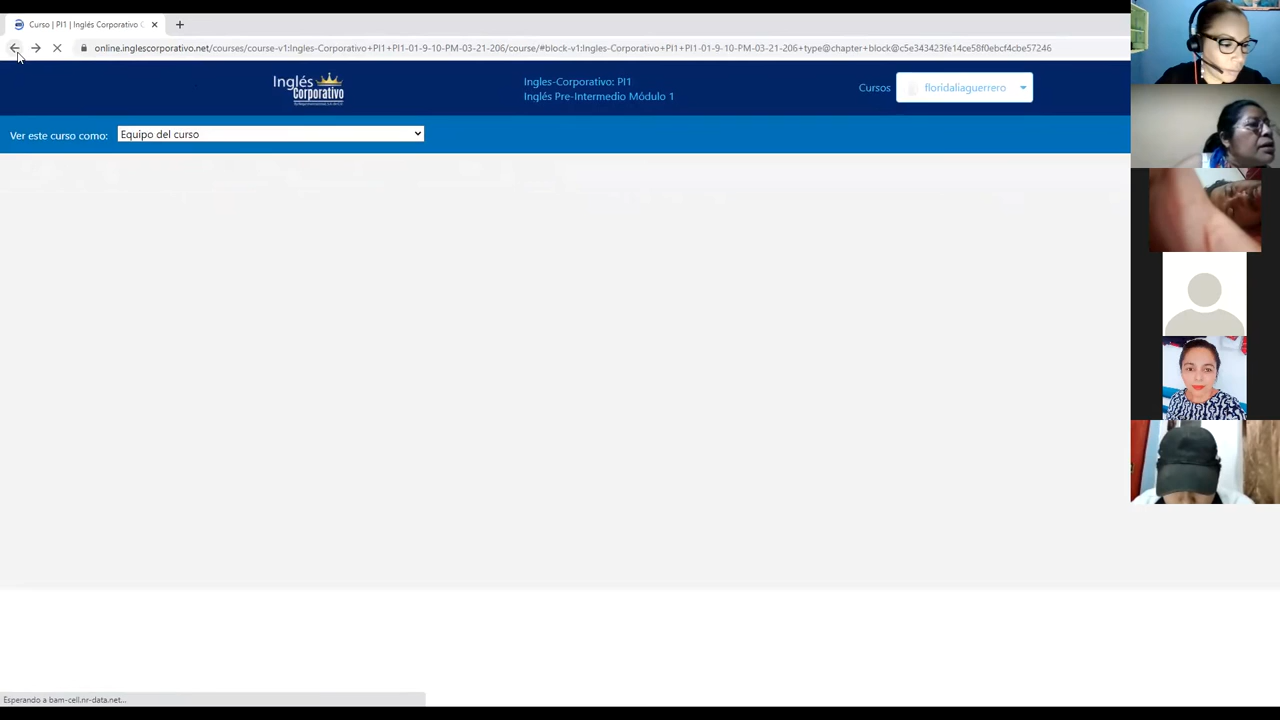 Curso | PI1 | Inglés Corporativo
online.inglescorporativo.net/courses/course-v1:Ingles-Corporativo+PI1+PI1-01-9-10-PM-03-21-206/course/#block-v1:Ingles-Corporativo+PI1+PI1-01-9-10-PM-03-21-206+type@chapter+block@c5e343423fe14ce58f0ebcf4cbe57246
Inglés
Corporativo
Ingles-Corporativo: PI1
Inglés Pre-Intermedio Módulo 1
Cursos
floridaliaguerrero
Ver este curso como:
Equipo del curso
Esperando a bam-cell.nr-data.net...